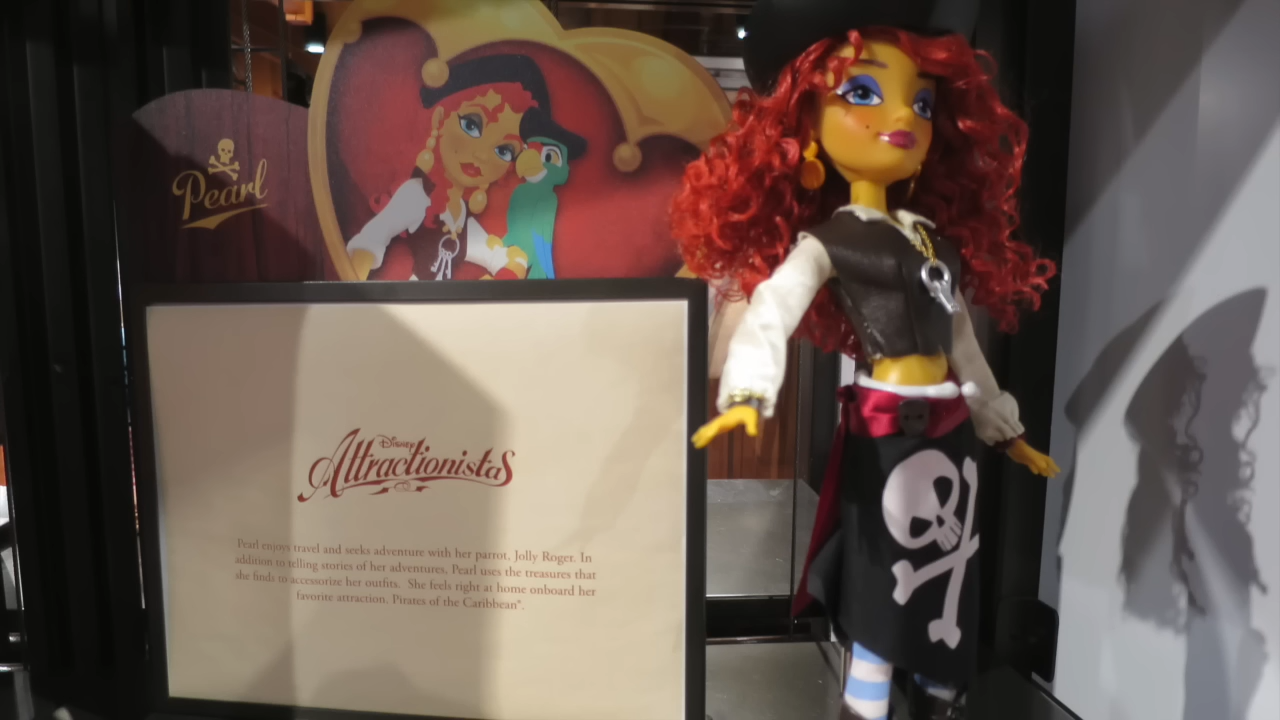 Pearl
Disney
Attractionistas
Pearl enjoys travel and seeks adventure with her parrot, Jolly Roger. In
addition to telling stories of her adventures, Pearl uses the treasures that
she finds to accessorize her outfits. She feels right at home onboard her
favorite attraction, Pirates of the Caribbean®.